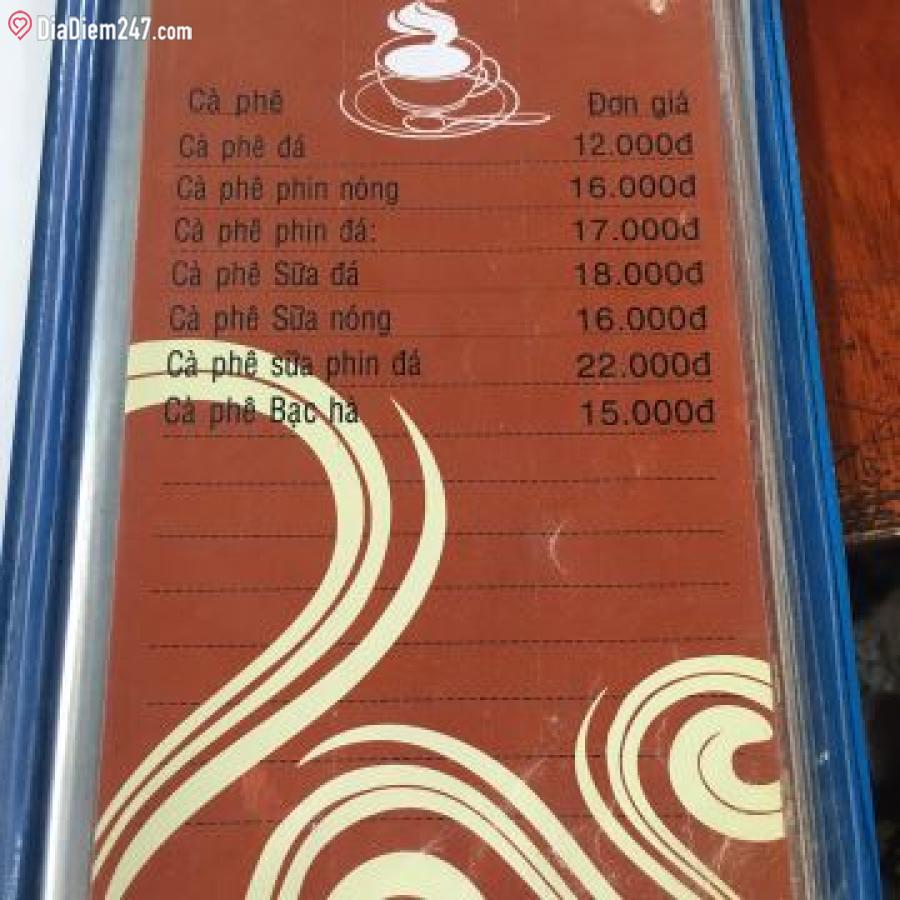 DiaDiem247.com
Cà phê Đơn giá
Cà phê đá 12.000đ
Cà phê phin nóng 16.000đ
Cà phê phin đá: 17.000đ
Cà phê Sữa đá 18.000đ
Cà phê Sữa nóng 16.000đ
Cà phê sữa phin đá 22.000đ
Cà phê Bạc hà 15.000đ